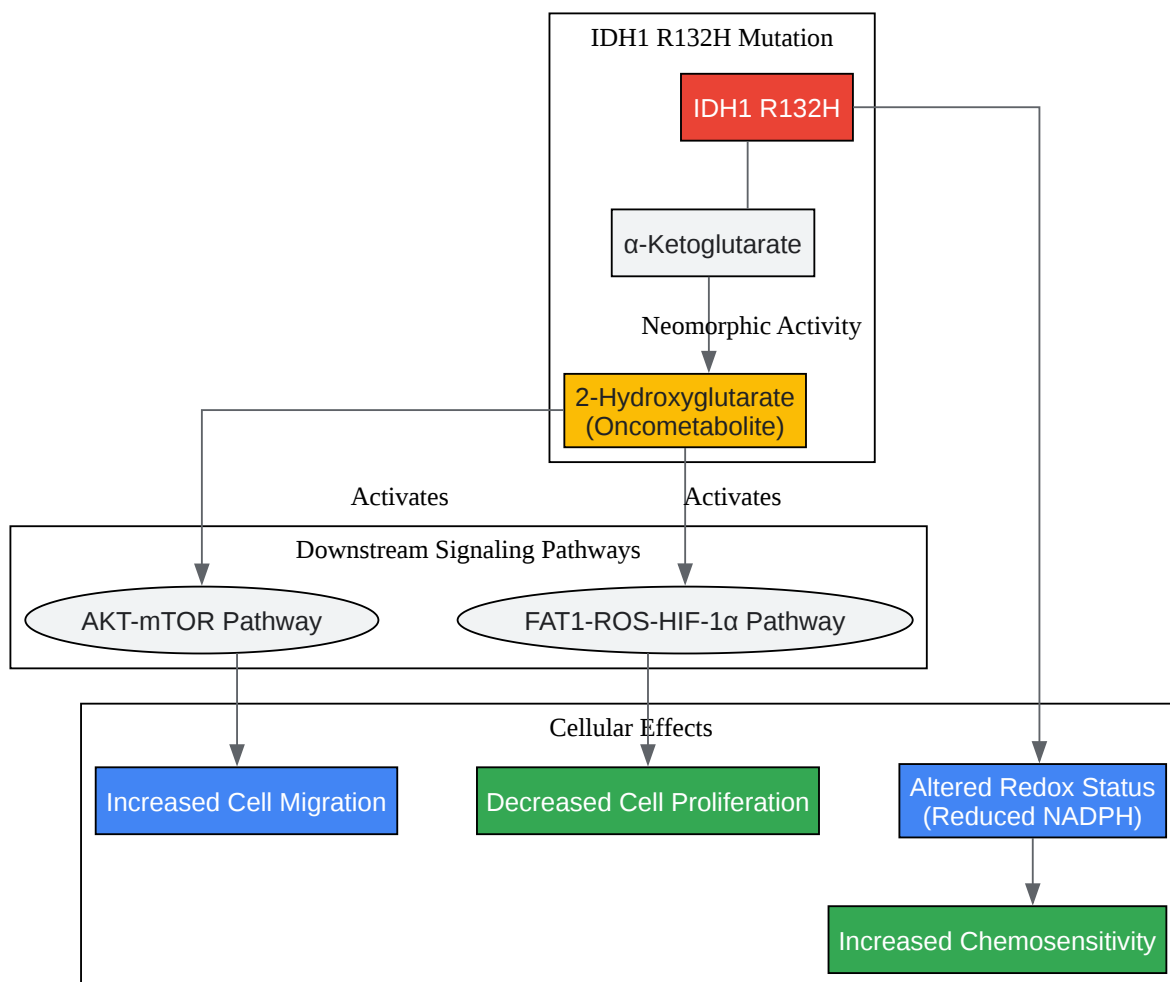 IDH1 R132H Mutation
IDH1 R132H
α-Ketoglutarate
Neomorphic Activity
2-Hydroxyglutarate
(Oncometabolite)
Activates
Activates
Downstream Signaling Pathways
AKT-mTOR Pathway
FAT1-ROS-HIF-1α Pathway
Cellular Effects
Increased Cell Migration
Decreased Cell Proliferation
Altered Redox Status
(Reduced NADPH)
Increased Chemosensitivity